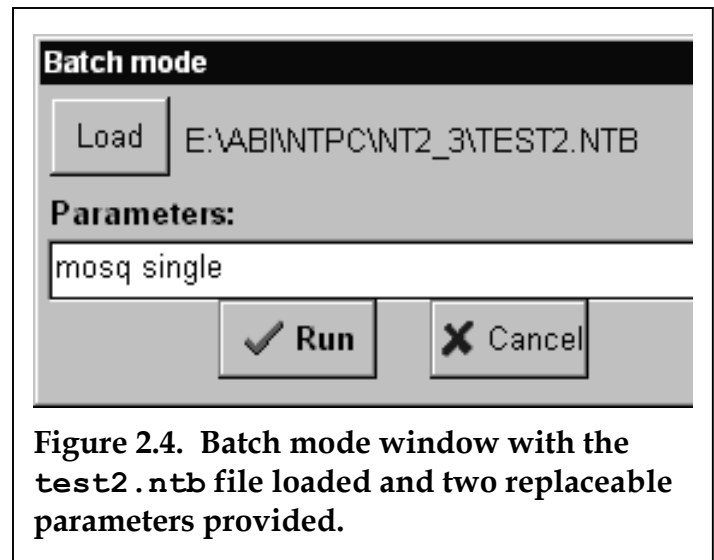 Batch mode
Load E:\ABI\NTPC\NT2_3\TEST2.NTB
Parameters:
mosq single
Run Cancel
Figure 2.4. Batch mode window with the
test2.ntb file loaded and two replaceable
parameters provided.